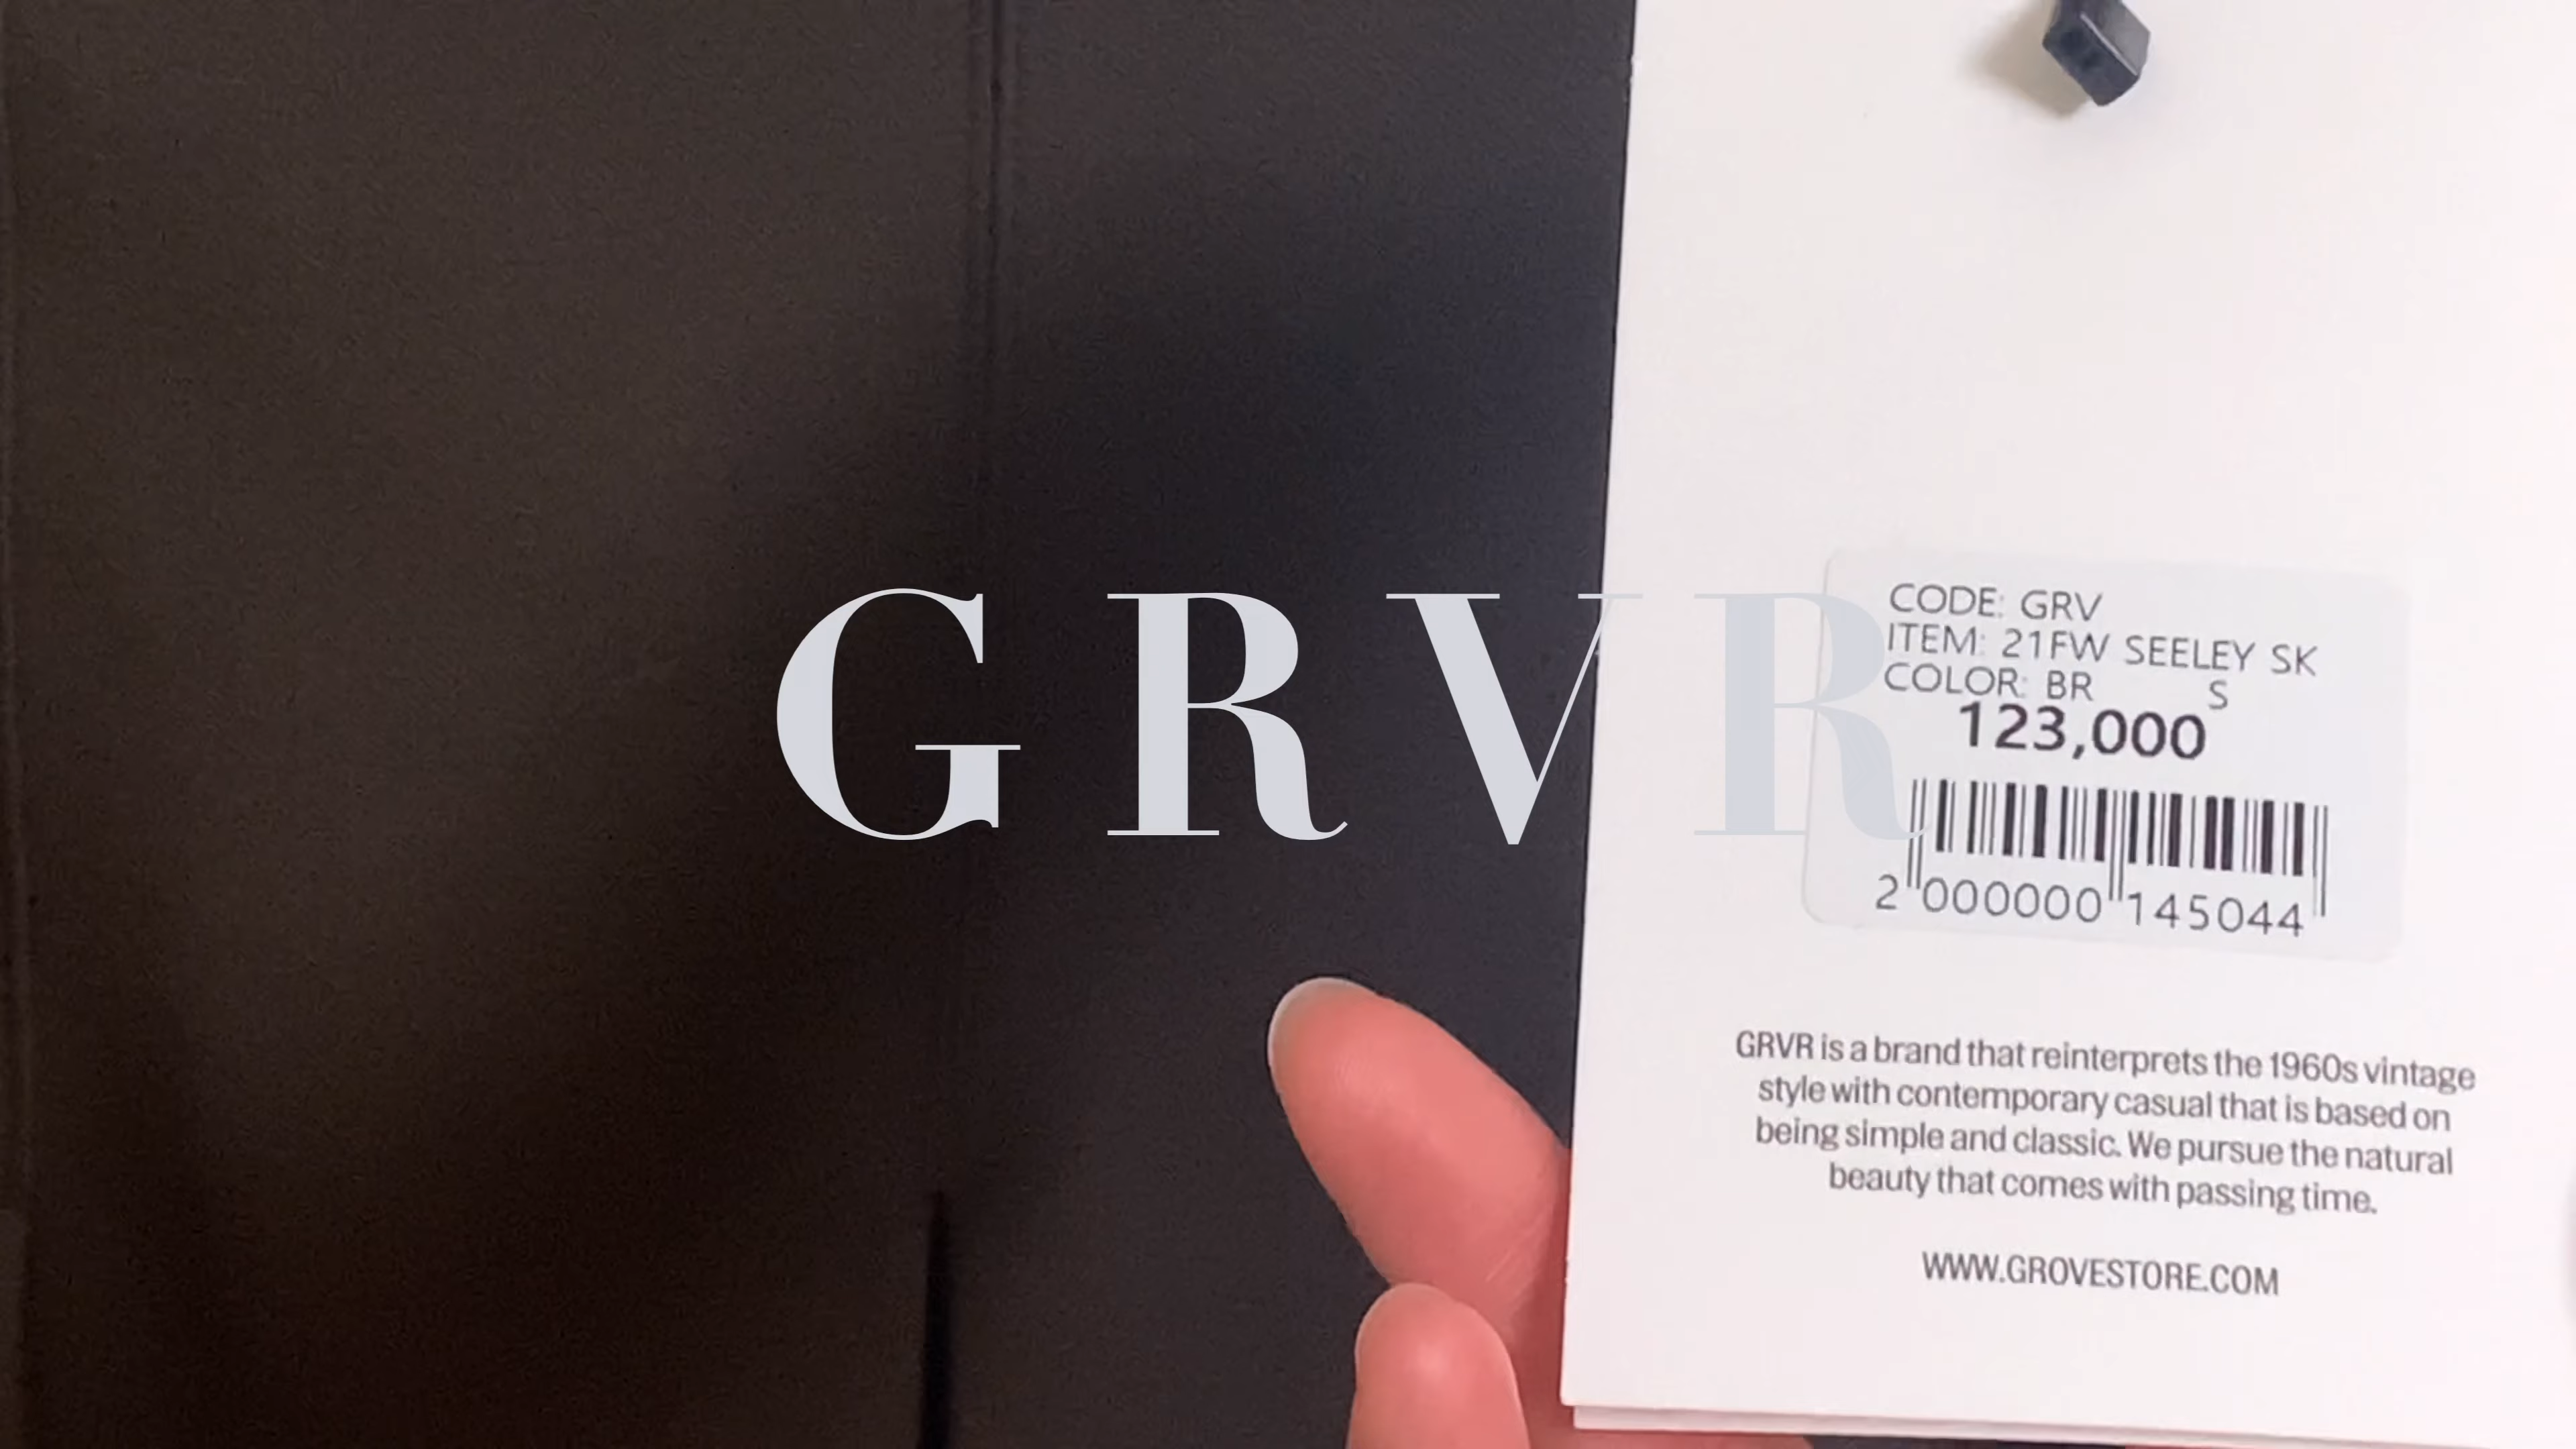 GRVR
CODE: GRV
ITEM: 21FW SEELEY SK
COLOR: BR S
123,000
2 000000 145044
GRVR is a brand that reinterprets the 1960s vintage
style with contemporary casual that is based on
being simple and classic. We pursue the natural
beauty that comes with passing time.
WWW.GROVESTORE.COM